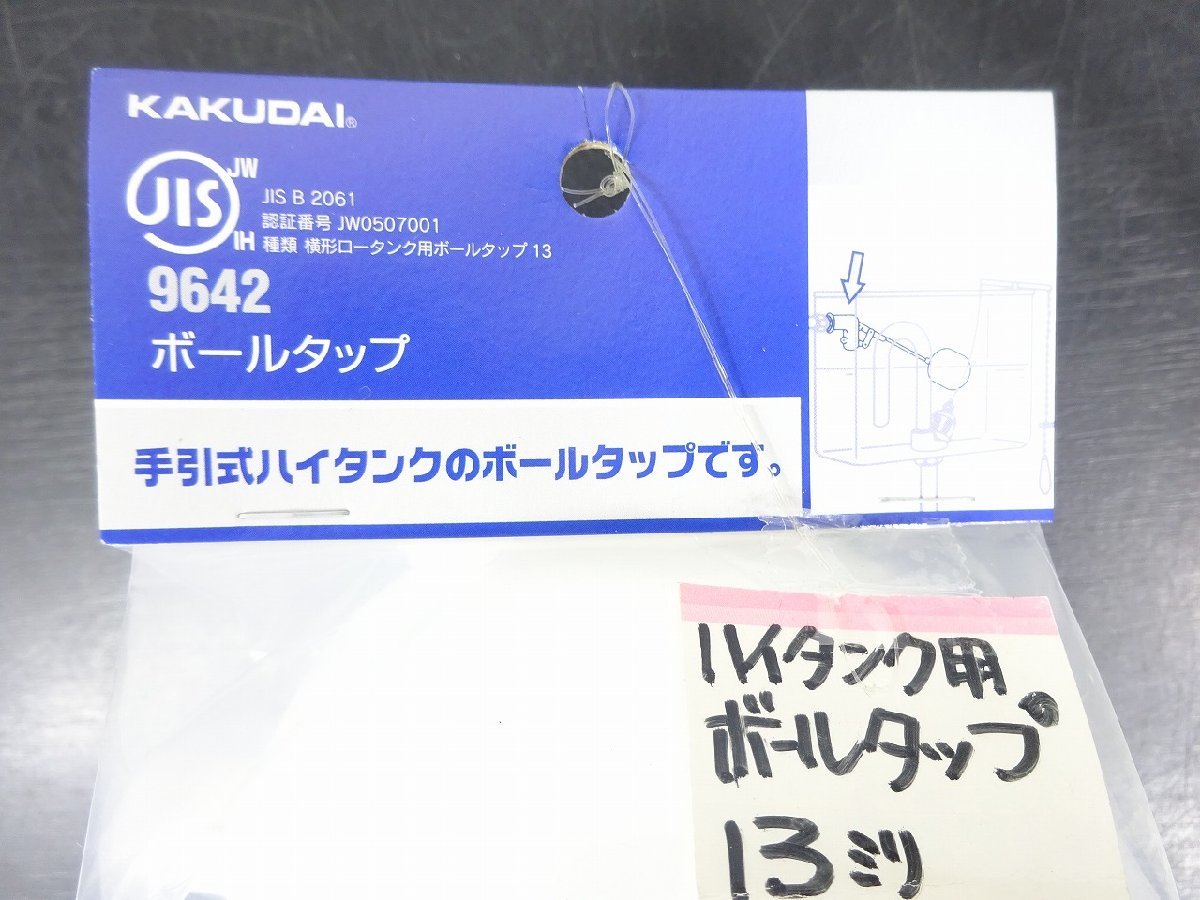 KAKUDAI®
JIS
JW
IH
JIS B 2061
認証番号 JW0507001
種類 横形ロータンク用ボールタップ 13
9642
ボールタップ
手引式ハイタンクのボールタップです。
ハイタンク用
ボールタップ
13ミリ